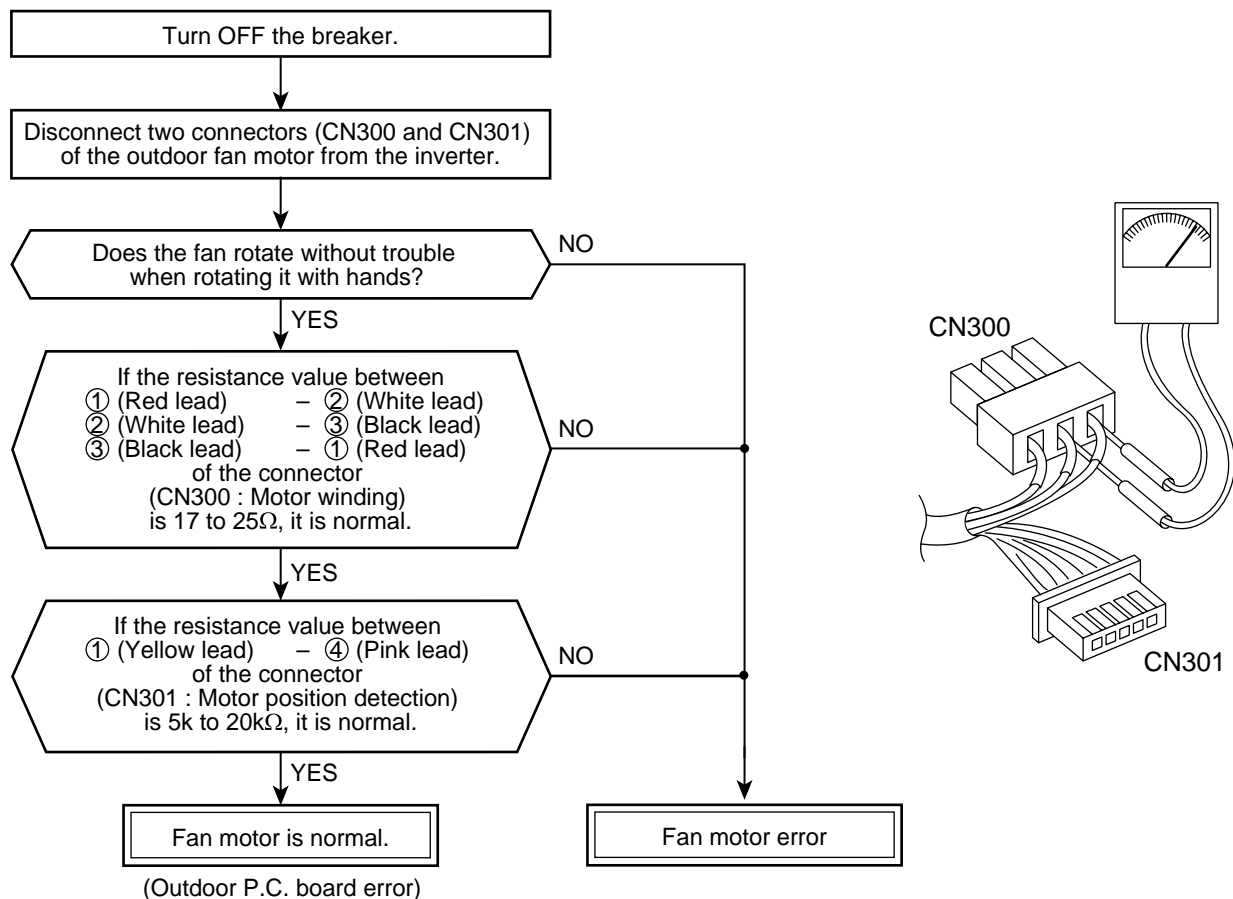 Turn OFF the breaker.
Disconnect two connectors (CN300 and CN301)
of the outdoor fan motor from the inverter.
Does the fan rotate without trouble
when rotating it with hands?
NO
YES
If the resistance value between
① (Red lead) – ② (White lead)
② (White lead) – ③ (Black lead)
③ (Black lead) – ① (Red lead)
of the connector
(CN300 : Motor winding)
is 17 to 25Ω, it is normal.
NO
YES
If the resistance value between
① (Yellow lead) – ④ (Pink lead)
of the connector
(CN301 : Motor position detection)
is 5k to 20kΩ, it is normal.
NO
YES
Fan motor is normal.
(Outdoor P.C. board error)
Fan motor error
CN300
CN301